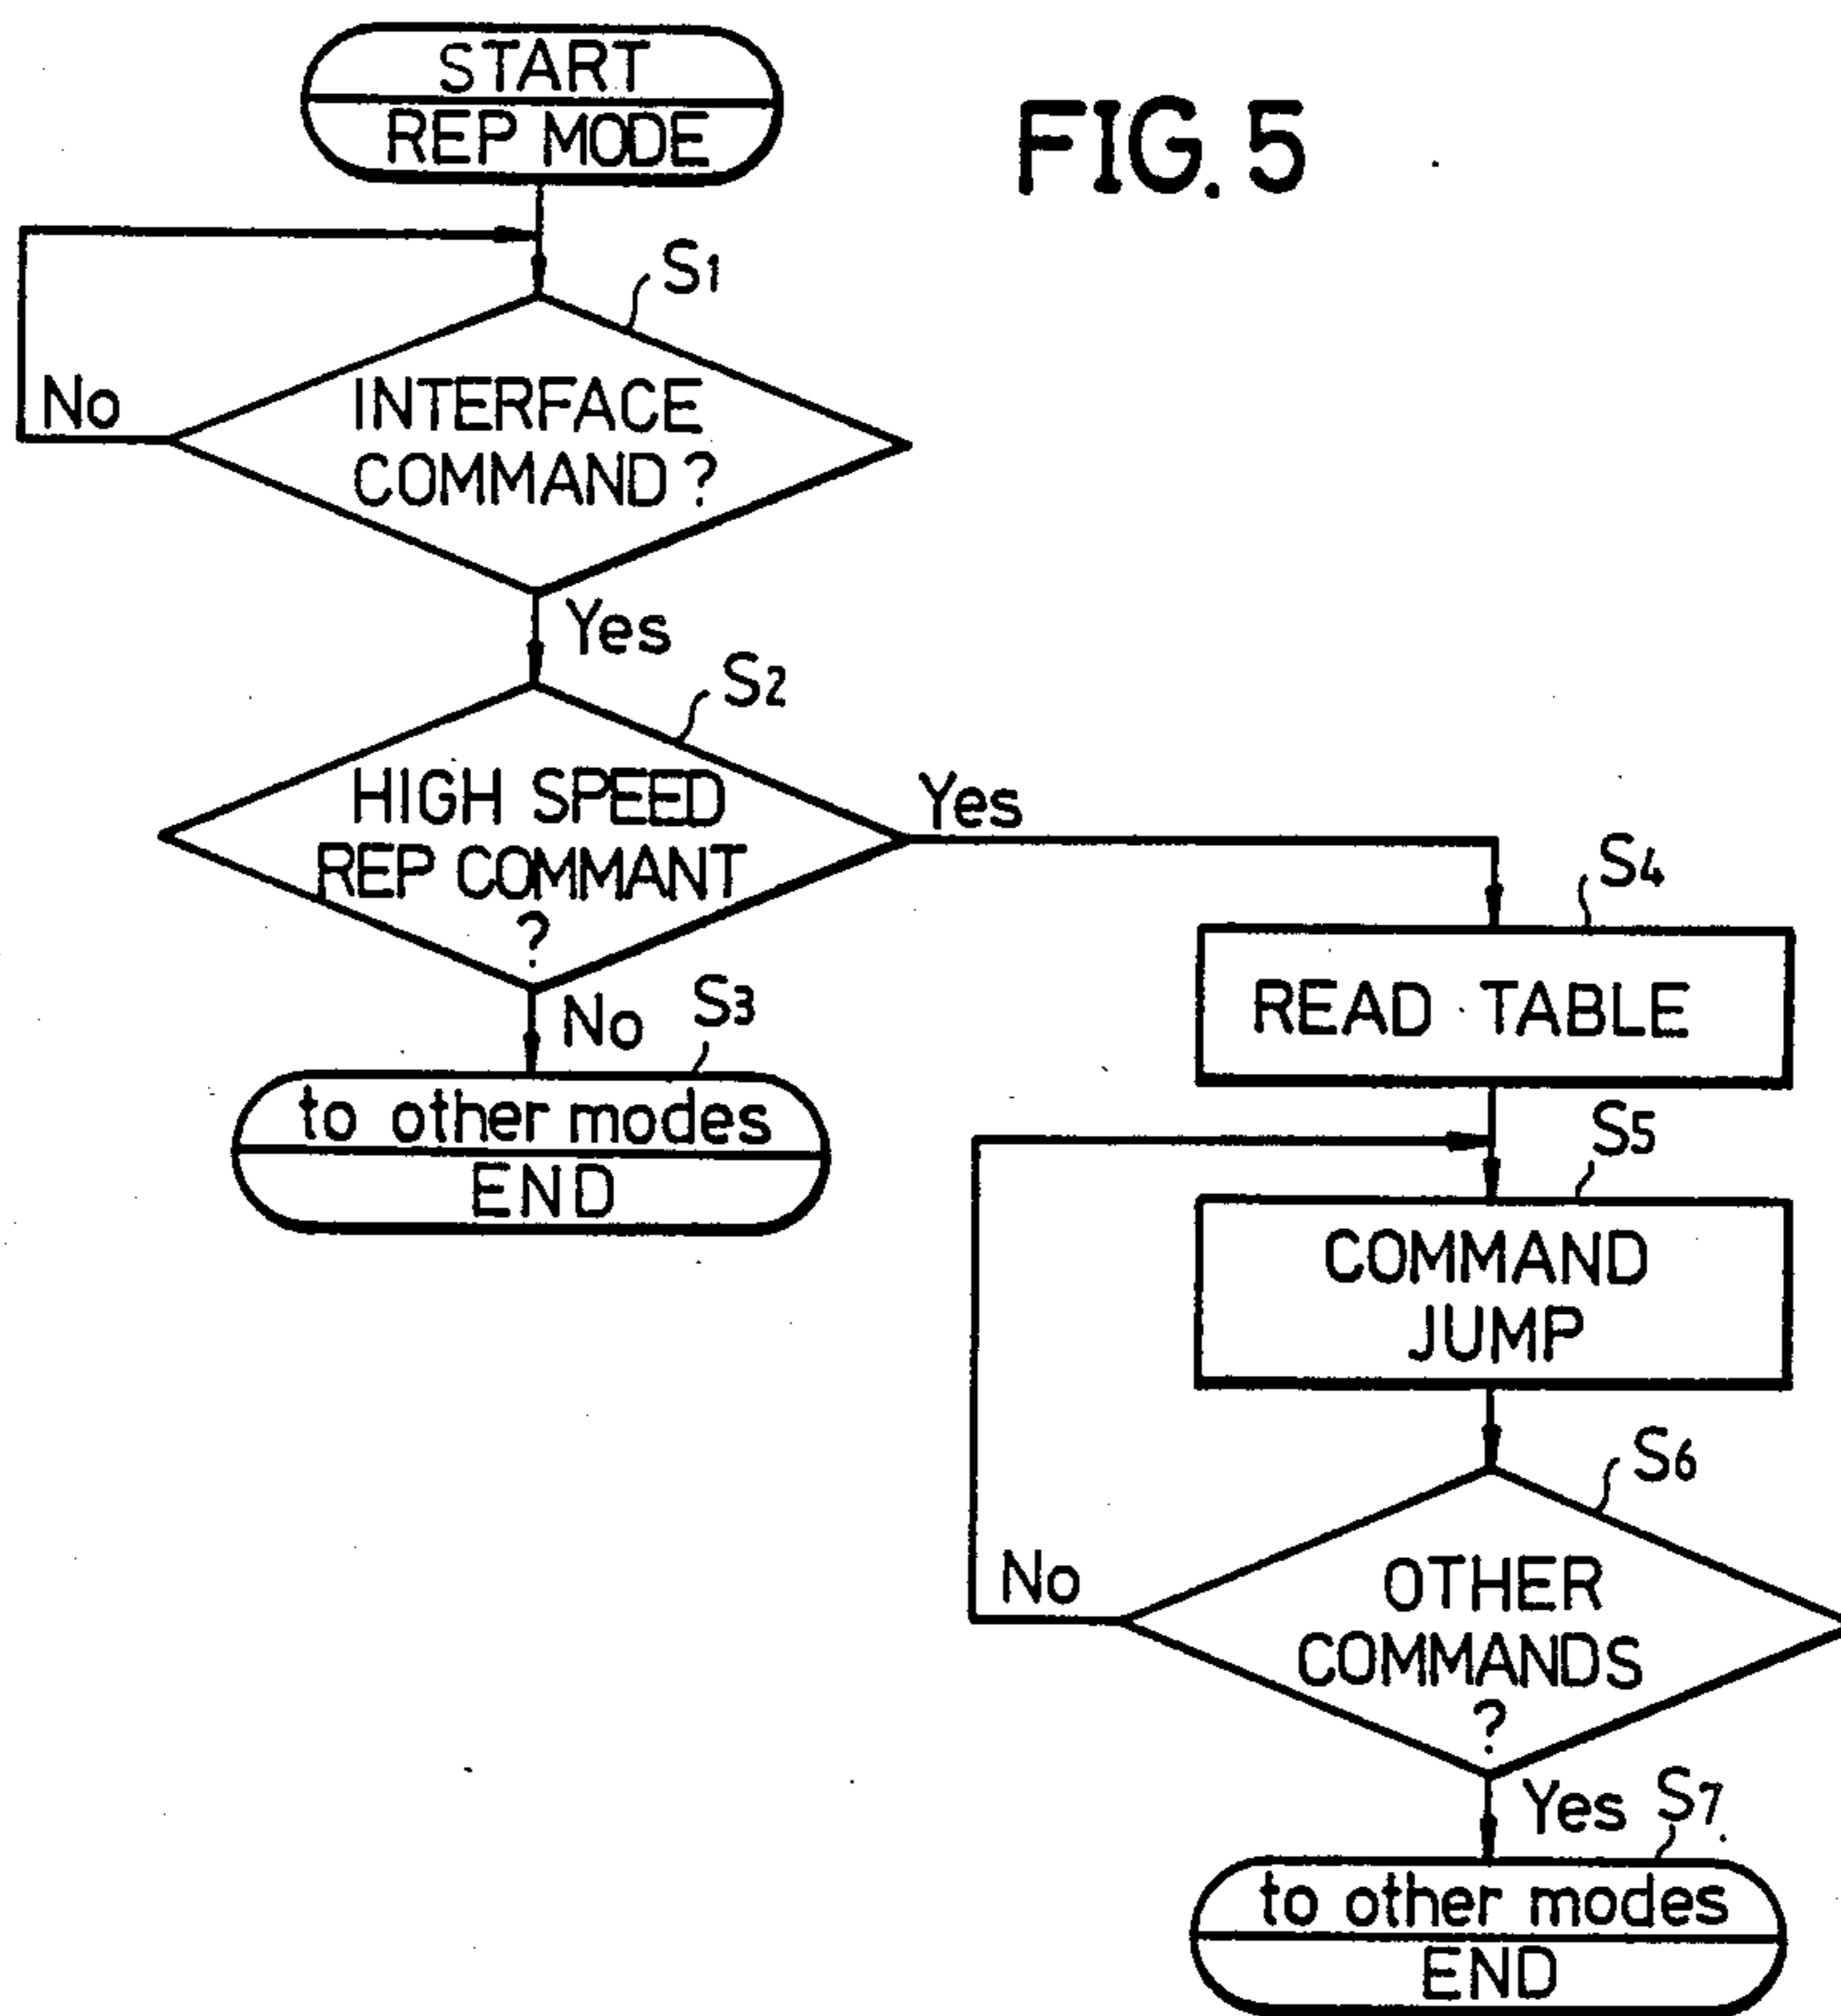 START
REP MODE
FIG. 5
S1
No
INTERFACE
COMMAND ?
Yes
S2
HIGH SPEED
REP COMMANT
?
Yes
No
S3
to other modes
END
S4
READ TABLE
S5
COMMAND
JUMP
S6
No
OTHER
COMMANDS
?
Yes
S7
to other modes
END